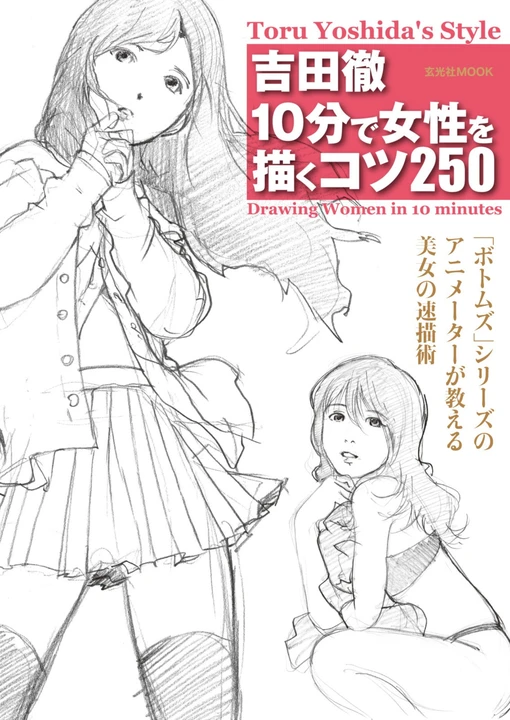 Toru Yoshida's Style
吉田徹
玄光社MOOK
10分で女性を
描くコツ250
Drawing Women in 10 minutes
「ボトムズ」シリーズの
アニメーターが教える
美女の速描術